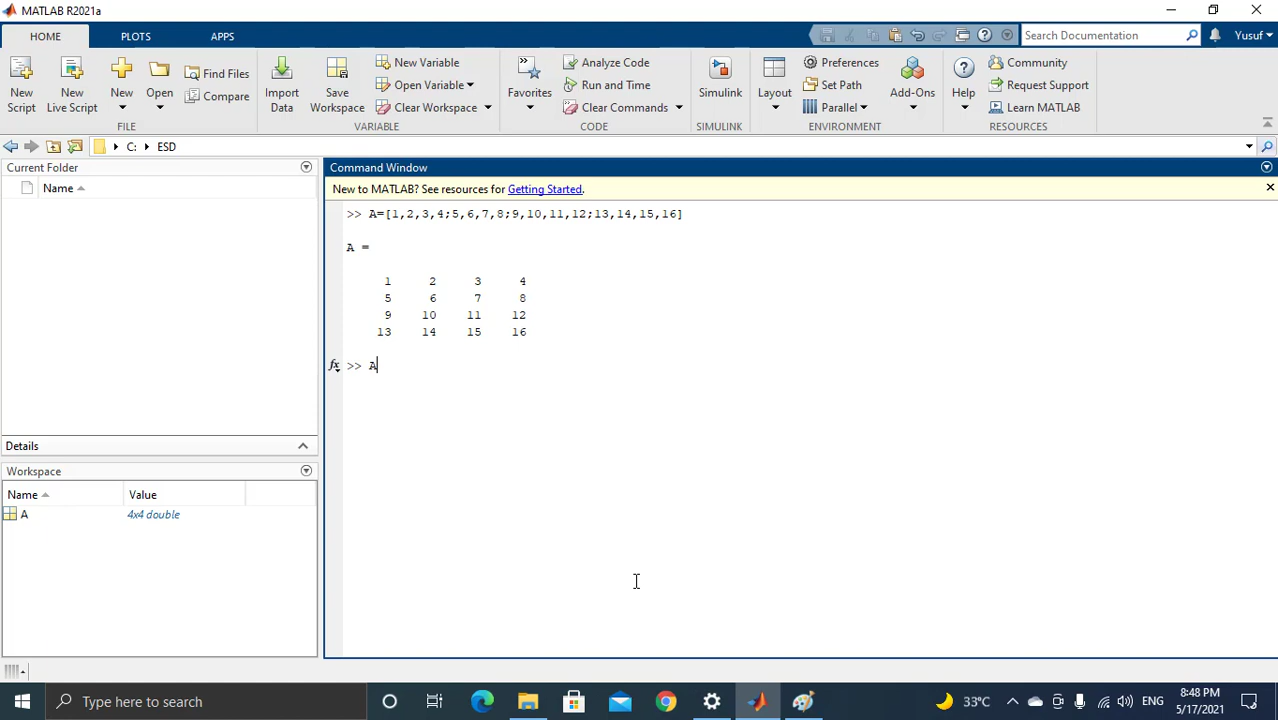 MATLAB R2021a
HOME PLOTS APPS
Search Documentation
Yusuf
New Script
New Live Script
New
Open
Find Files
Compare
FILE
Import Data
Save Workspace
New Variable
Open Variable
Clear Workspace
VARIABLE
Favorites
Analyze Code
Run and Time
Clear Commands
CODE
Simulink
SIMULINK
Layout
Preferences
Set Path
Parallel
Add-Ons
ENVIRONMENT
Help
Community
Request Support
Learn MATLAB
RESOURCES
C: ESD
Current Folder
Name
Details
Workspace
Name Value
A 4x4 double
Command Window
New to MATLAB? See resources for Getting Started.
>> A=[1,2,3,4;5,6,7,8;9,10,11,12;13,14,15,16]
A =
1 2 3 4
5 6 7 8
9 10 11 12
13 14 15 16
fx >> A
Type here to search
33°C
ENG
8:48 PM
5/17/2021